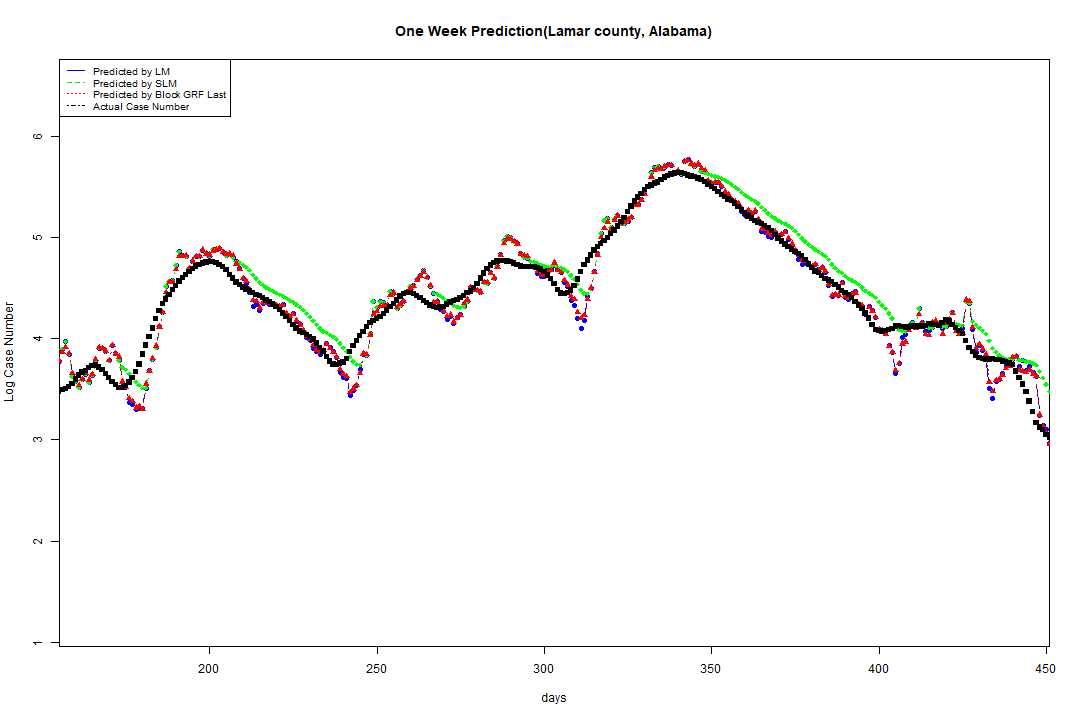 One Week Prediction(Lamar county, Alabama)
Predicted by LM
Predicted by SLM
Predicted by Block GRF Last
Actual Case Number
6
5
4
3
2
1
Log Case Number
200 250 300 350 400 450
days